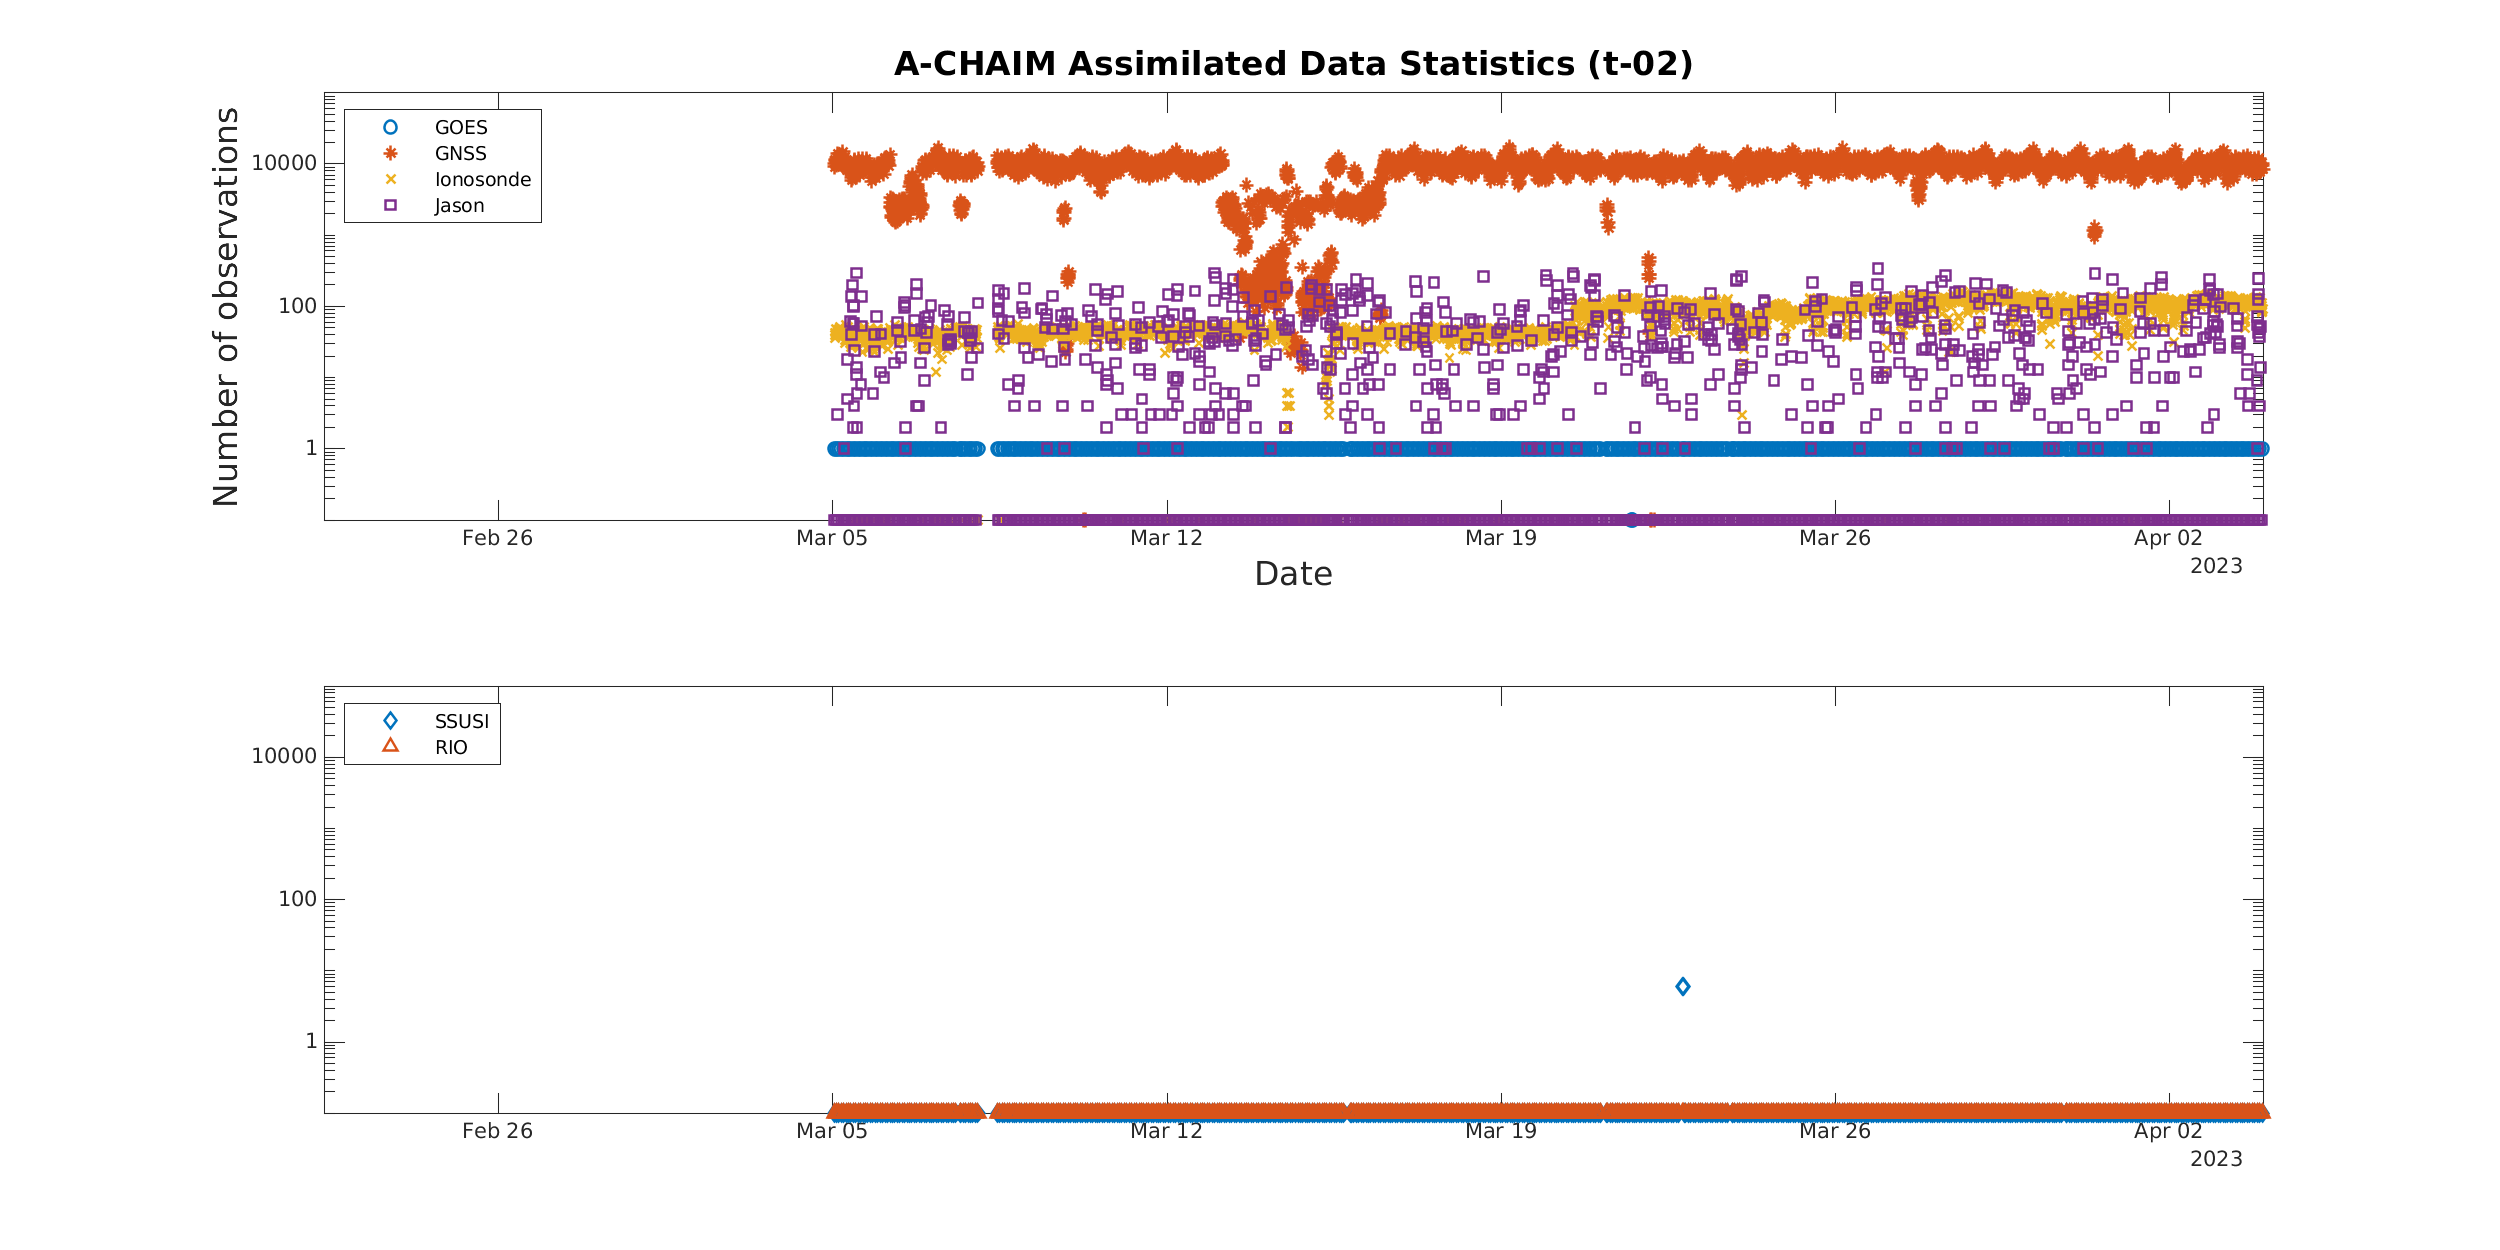 A-CHAIM Assimilated Data Statistics (t-02)
Number of observations
10000
100
1
GOES
GNSS
Ionosonde
Jason
Feb 26 Mar 05 Mar 12 Mar 19 Mar 26 Apr 02
2023
Date
10000
100
1
SSUSI
RIO
Feb 26 Mar 05 Mar 12 Mar 19 Mar 26 Apr 02
2023